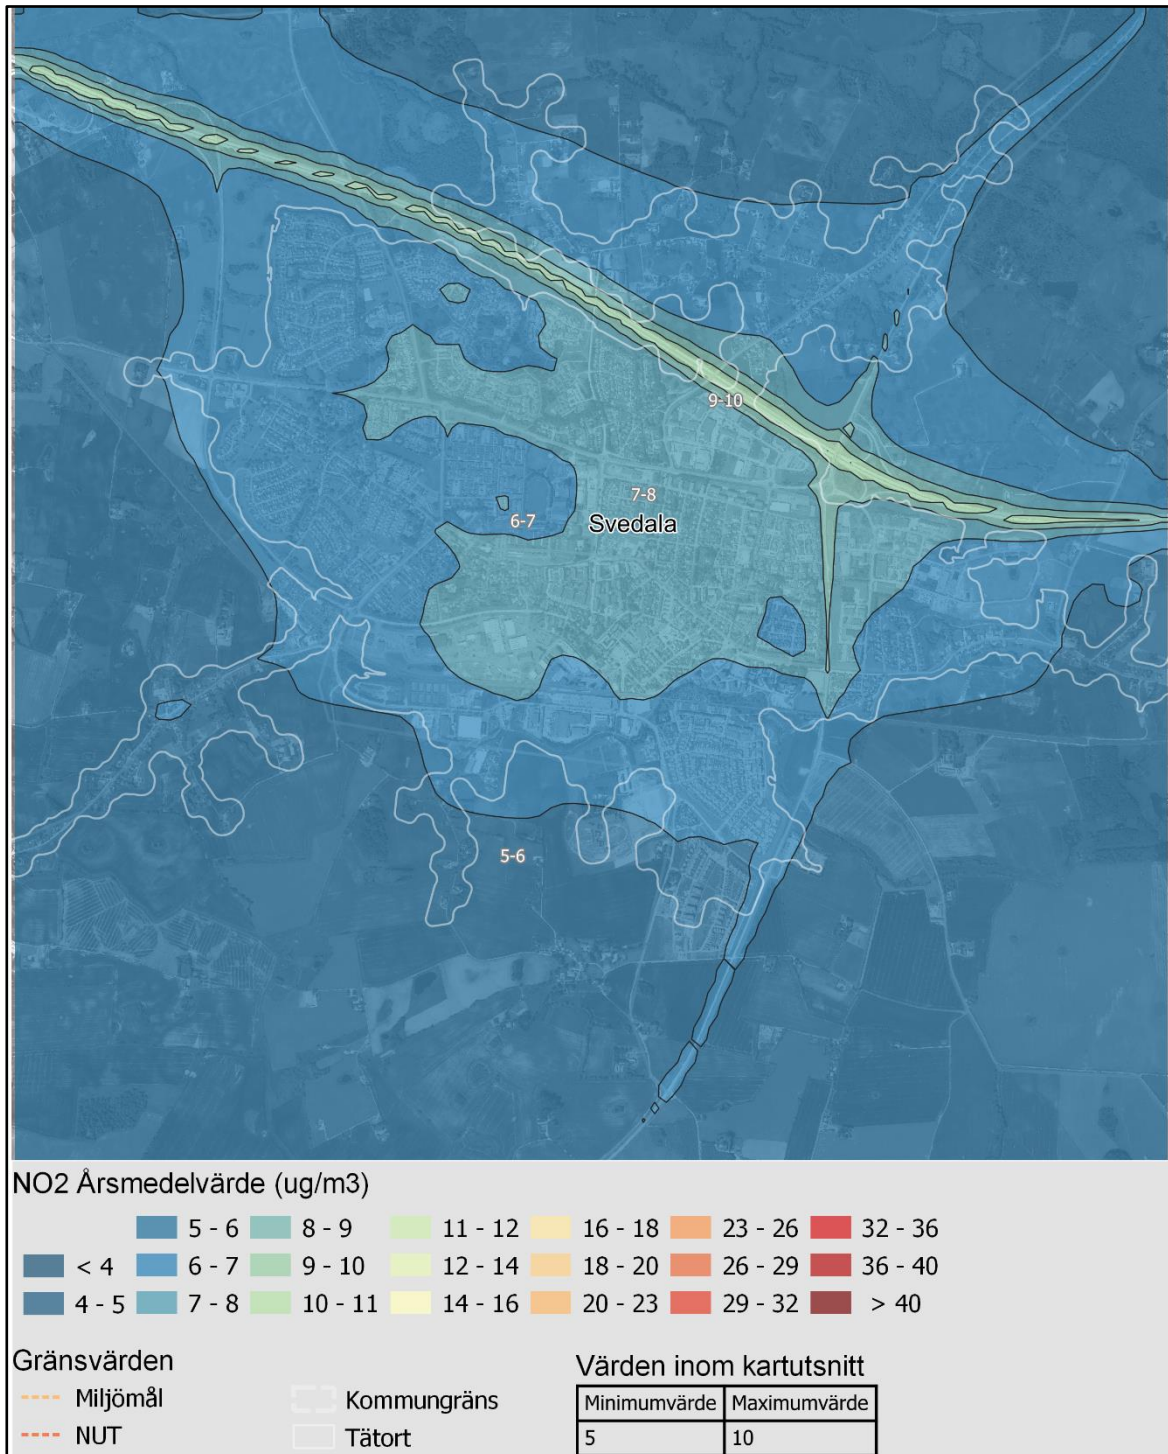 9-10
7-8
6-7
Svedala
5-6
NO2 Årsmedelvärde (ug/m3)
5 - 6 8 - 9 11 - 12 16 - 18 23 - 26 32 - 36
< 4 6 - 7 9 - 10 12 - 14 18 - 20 26 - 29 36 - 40
4 - 5 7 - 8 10 - 11 14 - 16 20 - 23 29 - 32 > 40
Gränsvärden
Miljömål
NUT
Kommungräns
Tätort
Värden inom kartutsnitt
Minimumvärde Maximumvärde
5 10